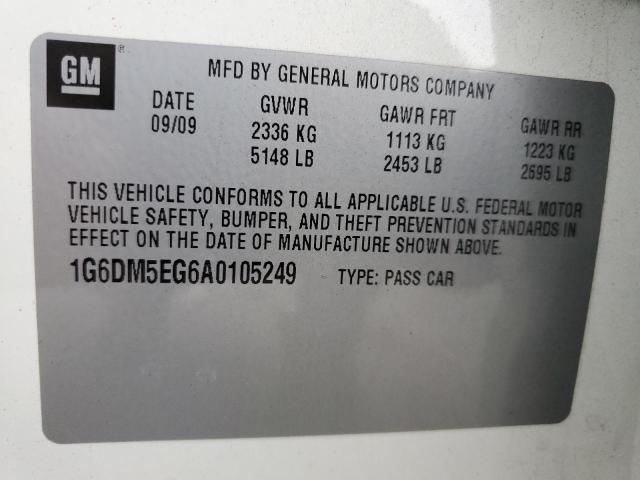 GM
MFD BY GENERAL MOTORS COMPANY
DATE GVWR GAWR FRT GAWR RR
09/09 2336 KG 1113 KG 1223 KG
5148 LB 2453 LB 2695 LB
THIS VEHICLE CONFORMS TO ALL APPLICABLE U.S. FEDERAL MOTOR
VEHICLE SAFETY, BUMPER, AND THEFT PREVENTION STANDARDS IN
EFFECT ON THE DATE OF MANUFACTURE SHOWN ABOVE.
1G6DM5EG6A0105249 TYPE: PASS CAR